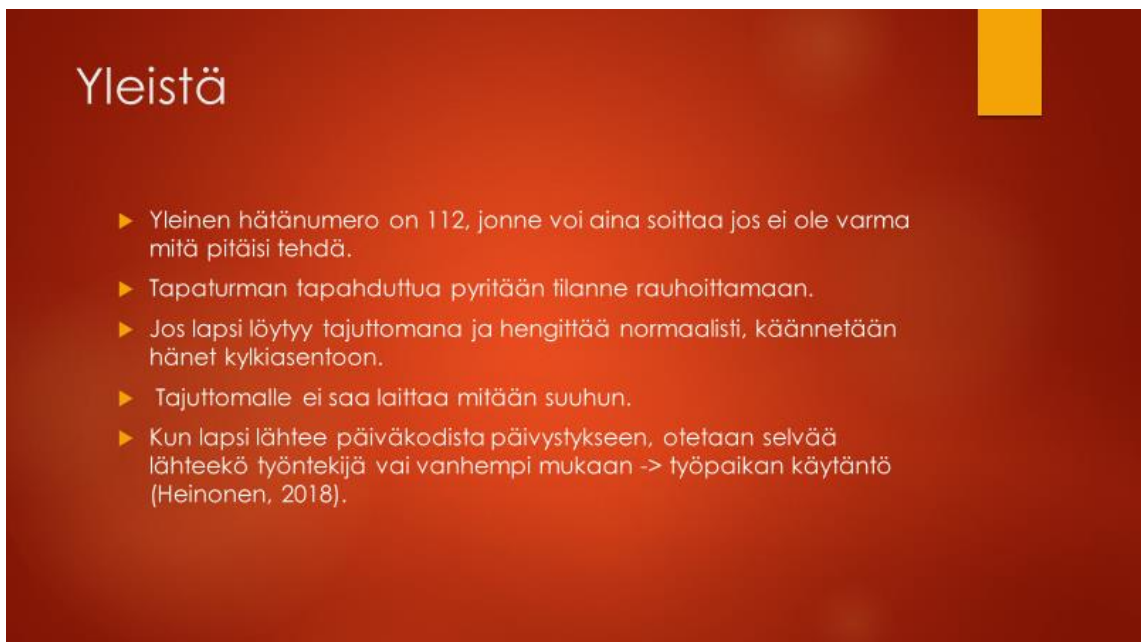 Yleistä
Yleinen hätänumero on 112, jonne voi aina soittaa jos ei ole varma
mitä pitäisi tehdä.
Tapaturman tapahduttua pyritään tilanne rauhoittamaan.
Jos lapsi löytyy tajuttomana ja hengittää normaalisti, käännetään
hänet kylkiasentoon.
Tajuttomalle ei saa laittaa mitään suuhun.
Kun lapsi lähtee päiväkodista päivystykseen, otetaan selvää
lähteekö työntekijä vai vanhempi mukaan -> työpaikan käytäntö
(Heinonen, 2018).